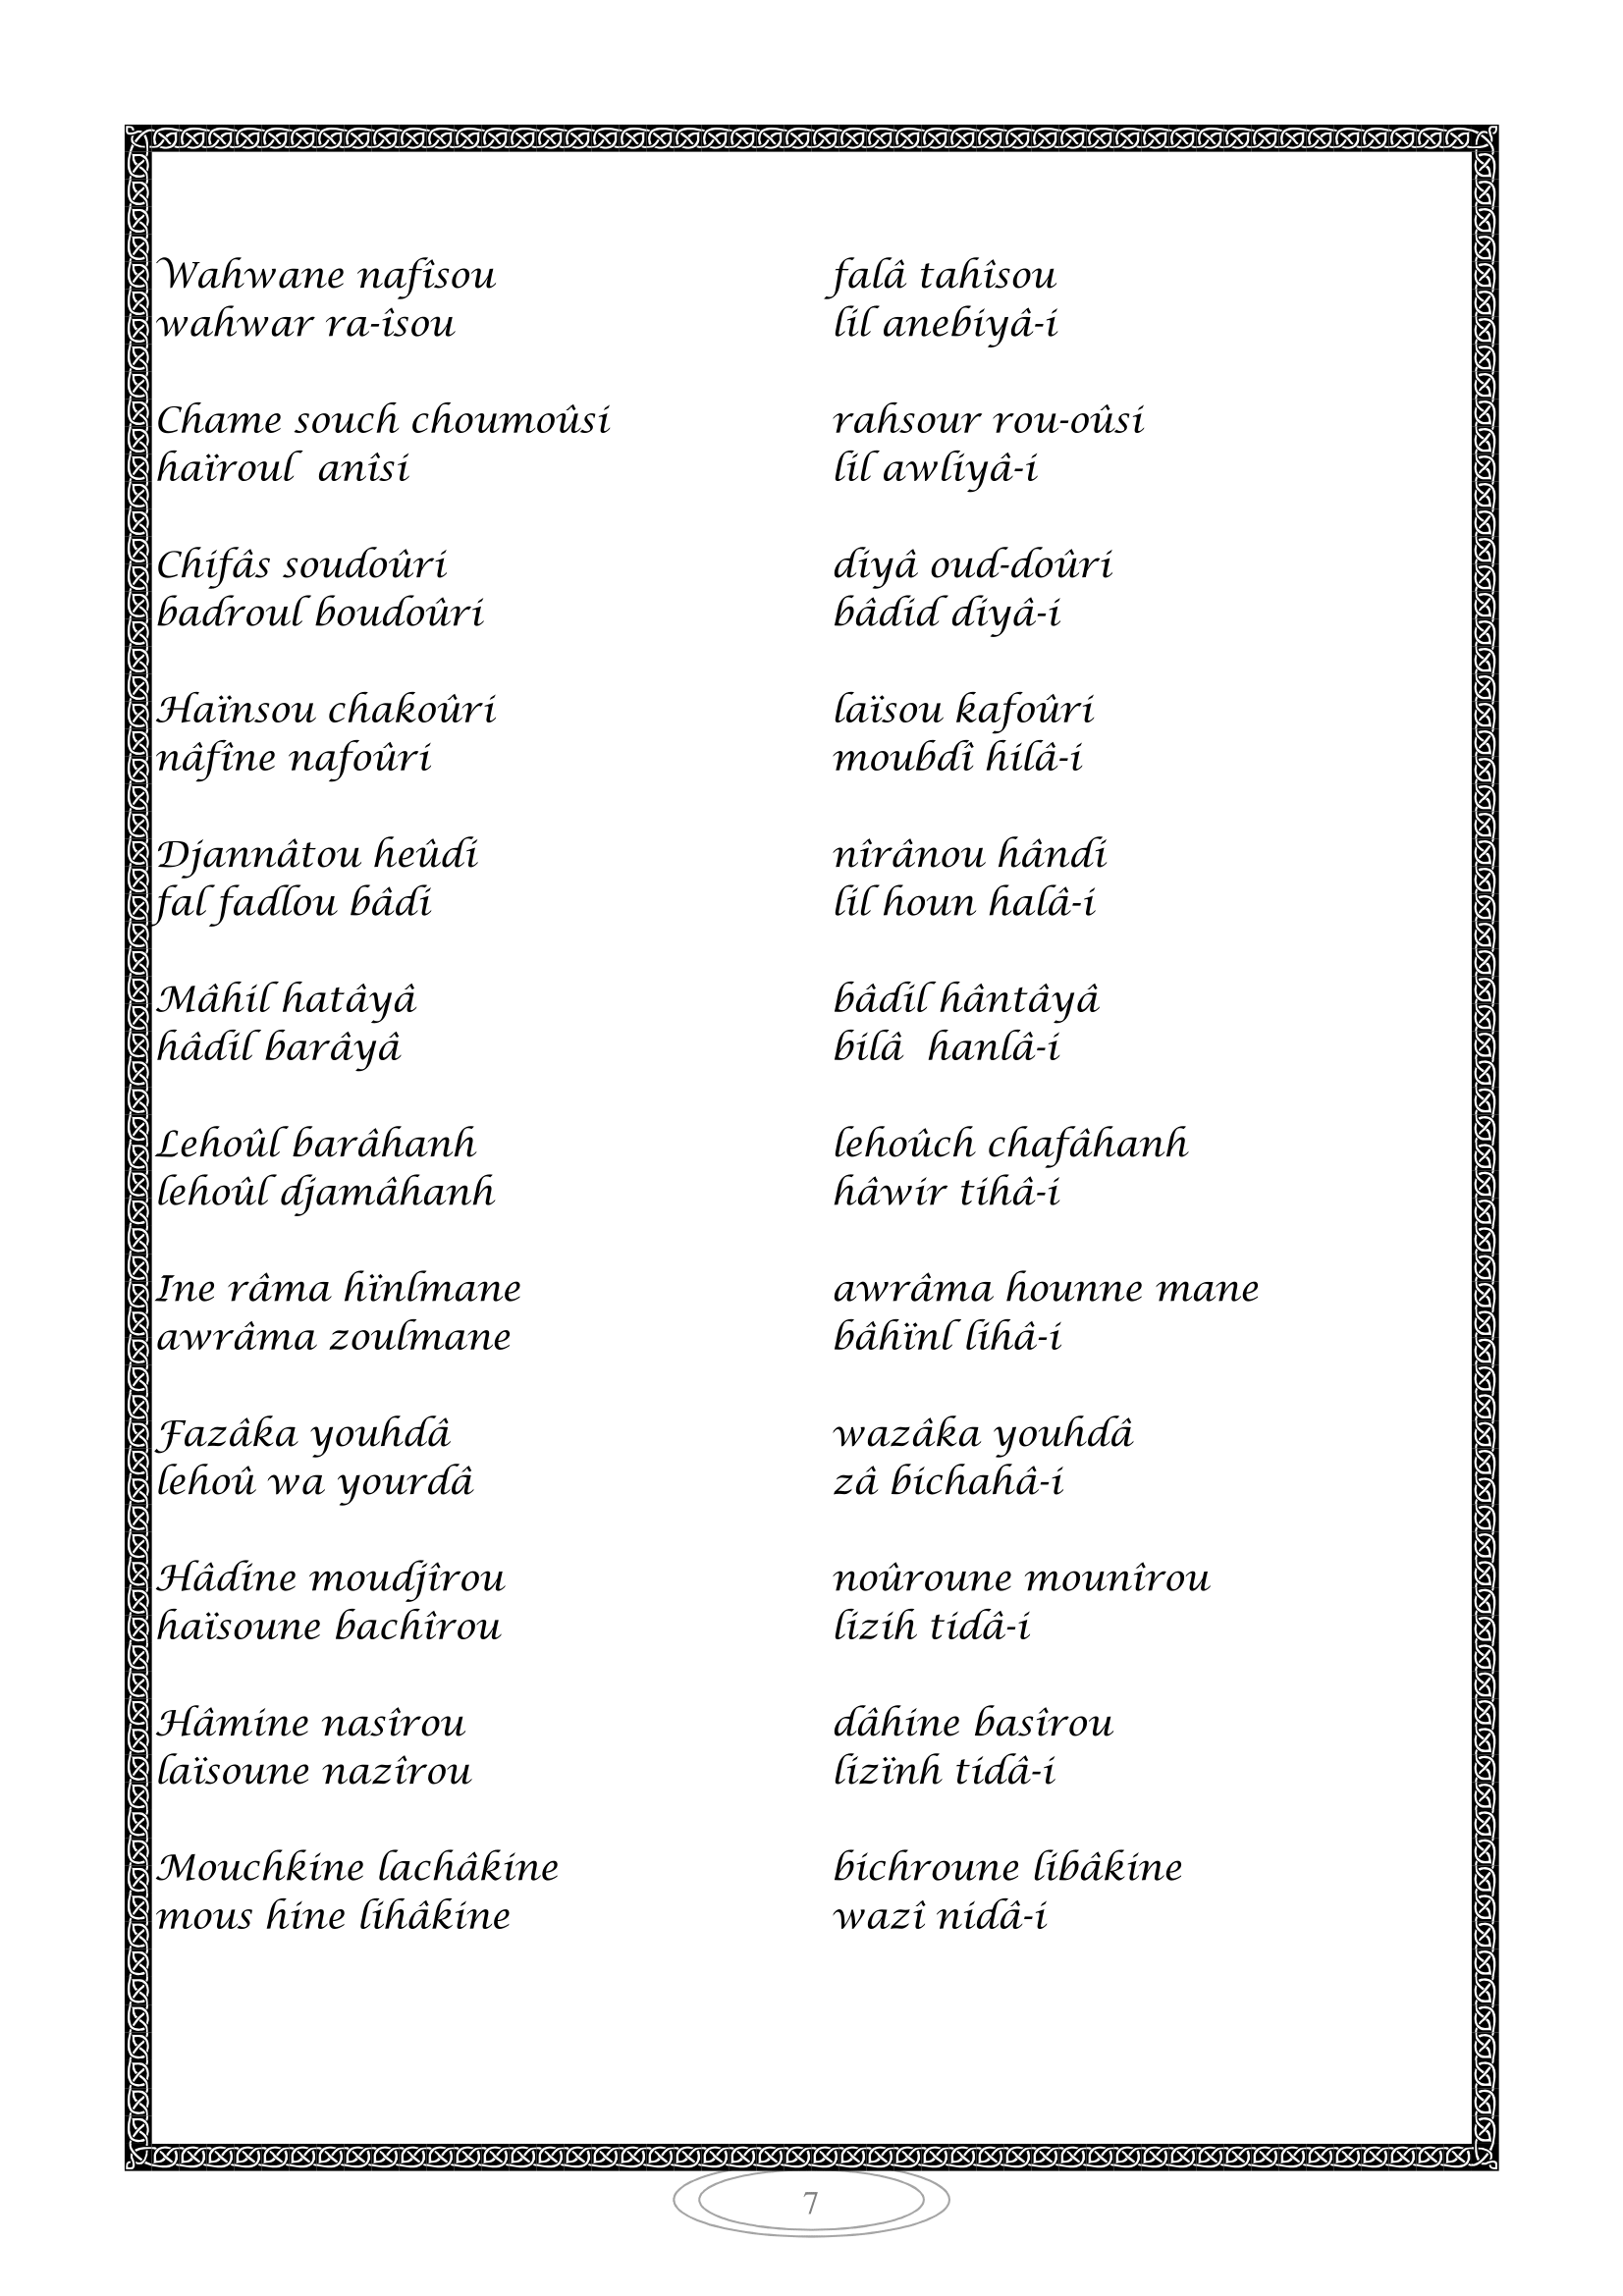 Wahwane nafîsou falâ tahîsou
wahwar ra-îsou lil anebiyâ-i
Chame souch choumoûsi rahsour rou-oûsi
haïroul anîsi lil awliyâ-i
Chifâs soudoûri diyâ oud-doûri
badroul boudoûri bâdid diyâ-i
Haïnsou chakoûri laïsou kafoûri
nâfîne nafoûri moubdî hilâ-i
Djannâtou heûdi nîrânou hândi
fal fadlou bâdi lil houn halâ-i
Mâhil hatâyâ bâdil hântâyâ
hâdil barâyâ bilâ hanlâ-i
Lehoûl barâhanh lehoûch chafâhanh
lehoûl djamâhanh hâwir tihâ-i
Ine râma hïnlmane awrâma hounne mane
awrâma zoulmane bâhïnl lihâ-i
Fazâka youhdâ wazâka youhdâ
lehoû wa yourdâ zâ bichahâ-i
Hâdine moudjîrou noûroune mounîrou
haïsoune bachîrou lizih tidâ-i
Hâmine nasîrou dâhine basîrou
laïsoune nazîrou lizïnh tidâ-i
Mouchkine lachâkine bichroune libâkine
mous hine lihâkine wazî nidâ-i
7